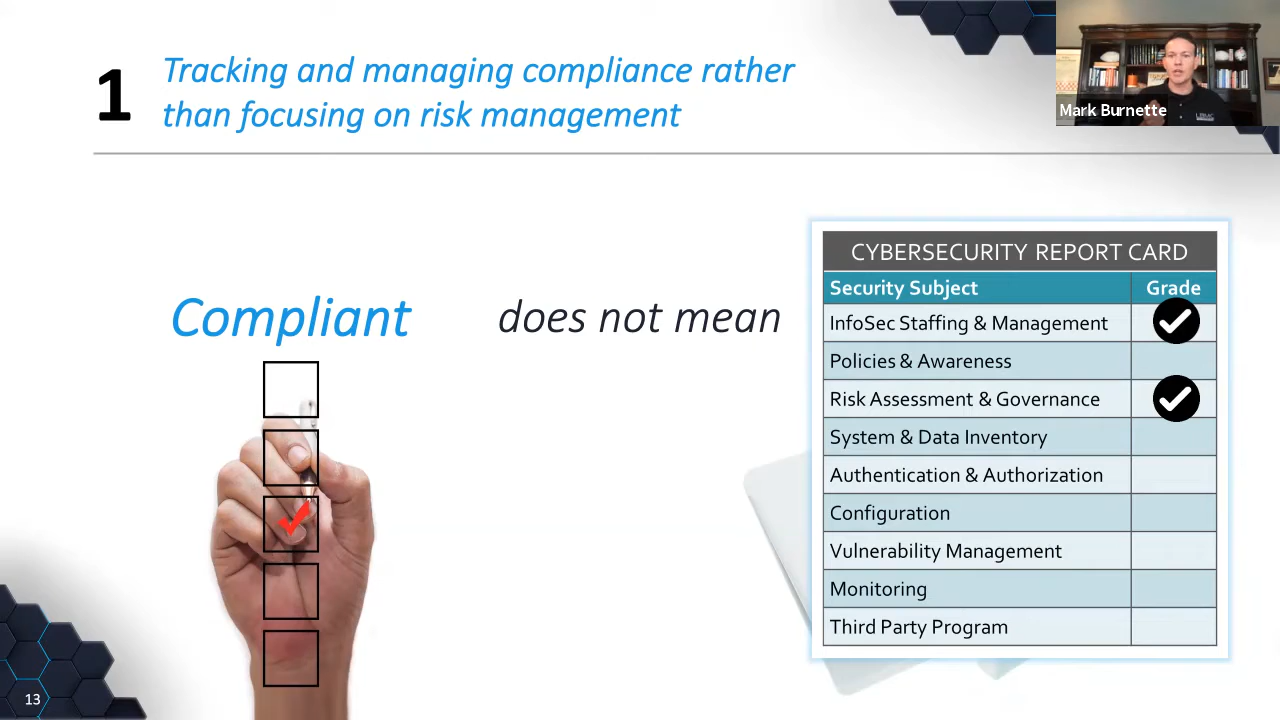 1
Tracking and managing compliance rather
than focusing on risk management
Mark Burnette
Compliant
does not mean
CYBERSECURITY REPORT CARD
Security Subject Grade
InfoSec Staffing & Management
Policies & Awareness
Risk Assessment & Governance
System & Data Inventory
Authentication & Authorization
Configuration
Vulnerability Management
Monitoring
Third Party Program
13